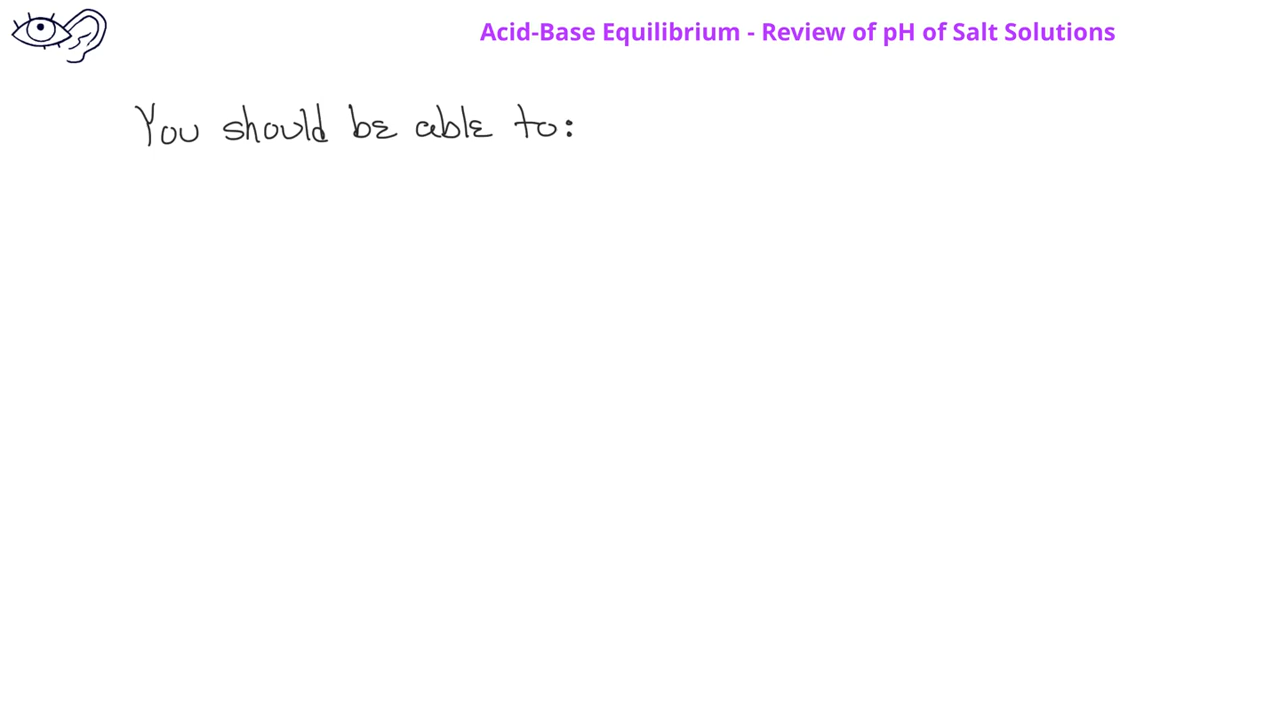 Acid-Base Equilibrium - Review of pH of Salt Solutions
You should be able to: